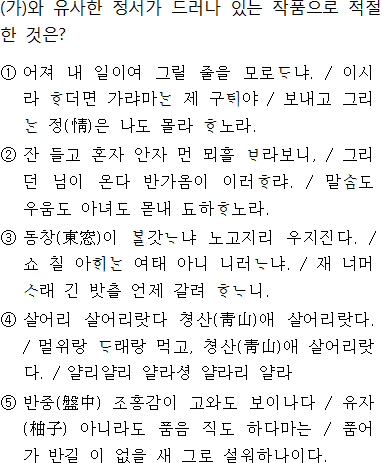 (가)와 유사한 정서가 드러나 있는 작품으로 적절
한 것은?
① 어져 내 일이여 그릴 줄을 모로ᄃᆞ냐. / 이시
라 ᄒᆞ더면 가랴마ᄂᆞᆫ 제 구ᄐᆡ야 / 보내고 그리
ᄂᆞᆫ 정(情)은 나도 몰라 ᄒᆞ노라.
② 잔 들고 혼자 안자 먼 뫼흘 ᄇᆞ라보니, / 그리
던 님이 온다 반가옴이 이러ᄒᆞ랴. / 말ᄉᆞᆷ도
우움도 아녀도 몯내 됴하ᄒᆞ노라.
③ 동창(東窓)이 ᄇᆞᆯ갓ᄂᆞ냐 노고지리 우지진다. /
쇼 칠 아ᄒᆡᄂᆞᆫ 여태 아니 니러ᄂᆞ냐. / 재 너머
ᄉᆞ래 긴 밧츨 언제 갈려 ᄒᆞᄂᆞ니.
④ 살어리 살어리랏다 쳥산(靑山)애 살어리랏다.
/ 멀위랑 ᄃᆞ래랑 먹고, 쳥산(靑山)애 살어리랏
다. / 얄리얄리 얄라셩 얄라리 얄라
⑤ 반중(盤中) 조홍감이 고와도 보이나다 / 유자
(柚子) 아니라도 품음 직도 하다마는 / 품어
가 반길 이 없을 새 그로 설워하나이다.